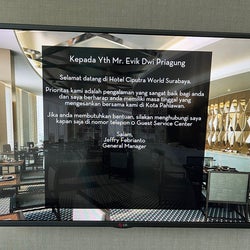 Kepada Yth Mr. Evik Dwi Priagung
Selamat datang di Hotel Ciputra World Surabaya.
Prioritas kami adalah pengalaman yang sangat baik bagi anda
dan saya berharap anda memiliki masa tinggal yang
mengesankan bersama kami di Kota Pahlawan.
Jika anda membutuhkan bantuan, silakan menghubungi saya
kapan saja di nomor telepon 0 Guest Service Center
Salam,
Jeffry Febrianto
General Manager
LG